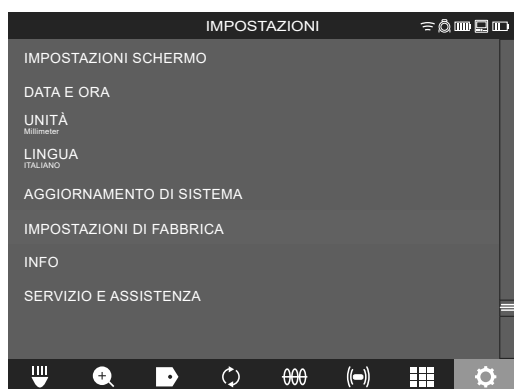 IMPOSTAZIONI
IMPOSTAZIONI SCHERMO
DATA E ORA
UNITÀ
Millimeter
LINGUA
ITALIANO
AGGIORNAMENTO DI SISTEMA
IMPOSTAZIONI DI FABBRICA
INFO
SERVIZIO E ASSISTENZA